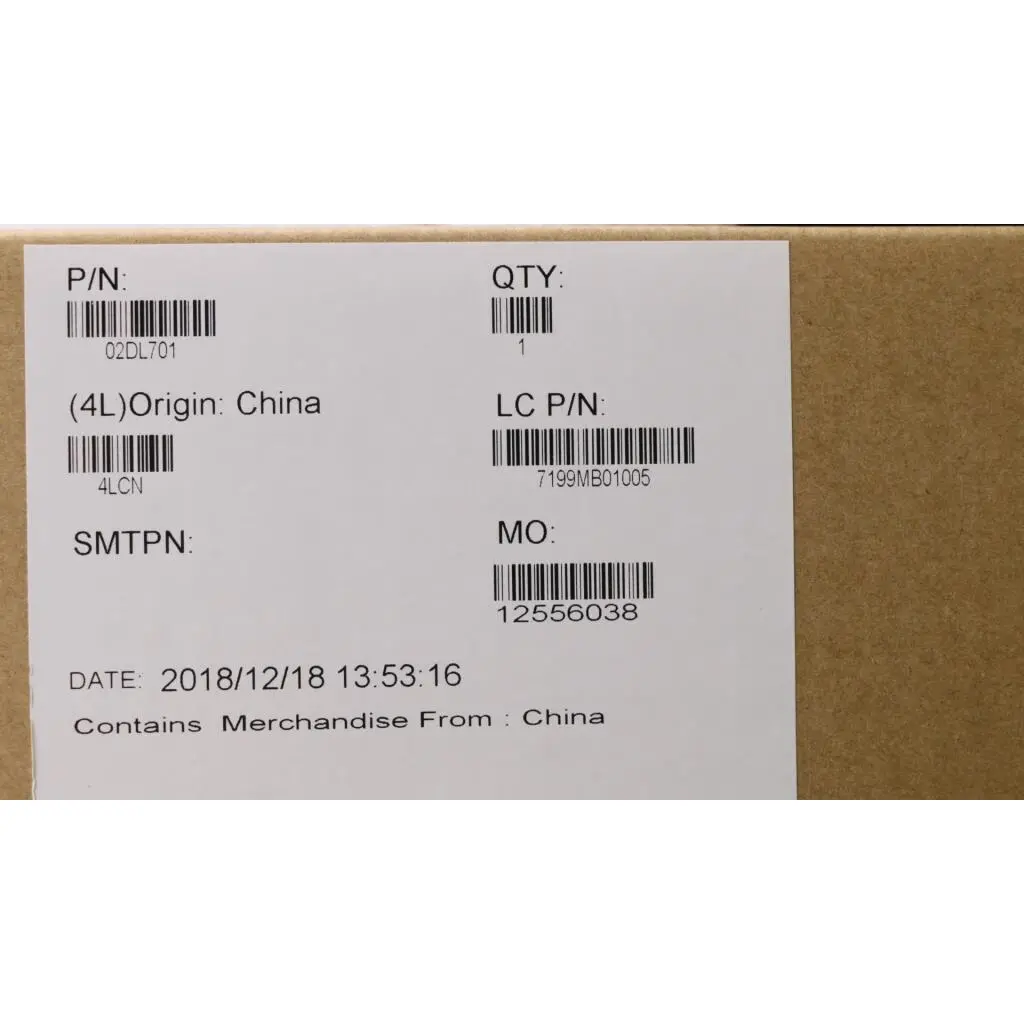 P/N:
02DL701
QTY:
1
(4L)Origin: China
4LCN
LC P/N:
7199MB01005
SMTPN:
MO:
12556038
DATE: 2018/12/18 13:53:16
Contains Merchandise From : China